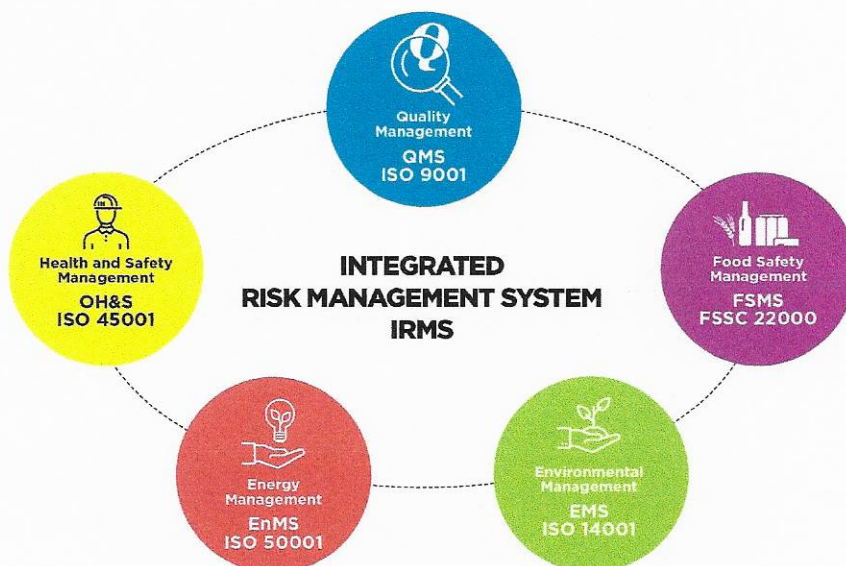 Q
Quality
Management
QMS
ISO 9001
Health and Safety
Management
OH&S
ISO 45001
INTEGRATED
RISK MANAGEMENT SYSTEM
IRMS
Food Safety
Management
FSMS
FSSC 22000
Energy
Management
EnMS
ISO 50001
Environmental
Management
EMS
ISO 14001